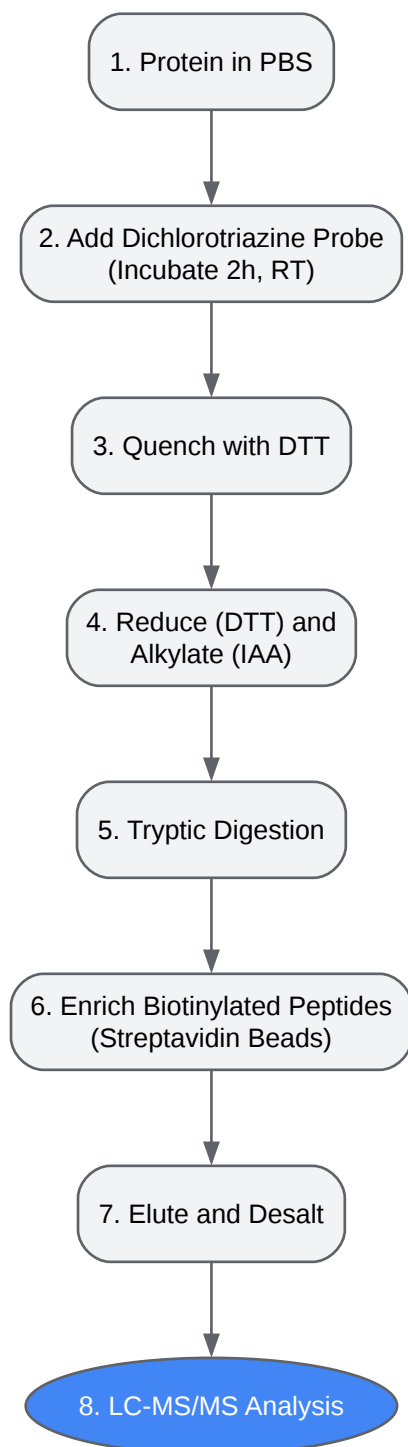 1. Protein in PBS
2. Add Dichlorotriazine Probe
(Incubate 2h, RT)
3. Quench with DTT
4. Reduce (DTT) and
Alkylate (IAA)
5. Tryptic Digestion
6. Enrich Biotinylated Peptides
(Streptavidin Beads)
7. Elute and Desalt
8. LC-MS/MS Analysis